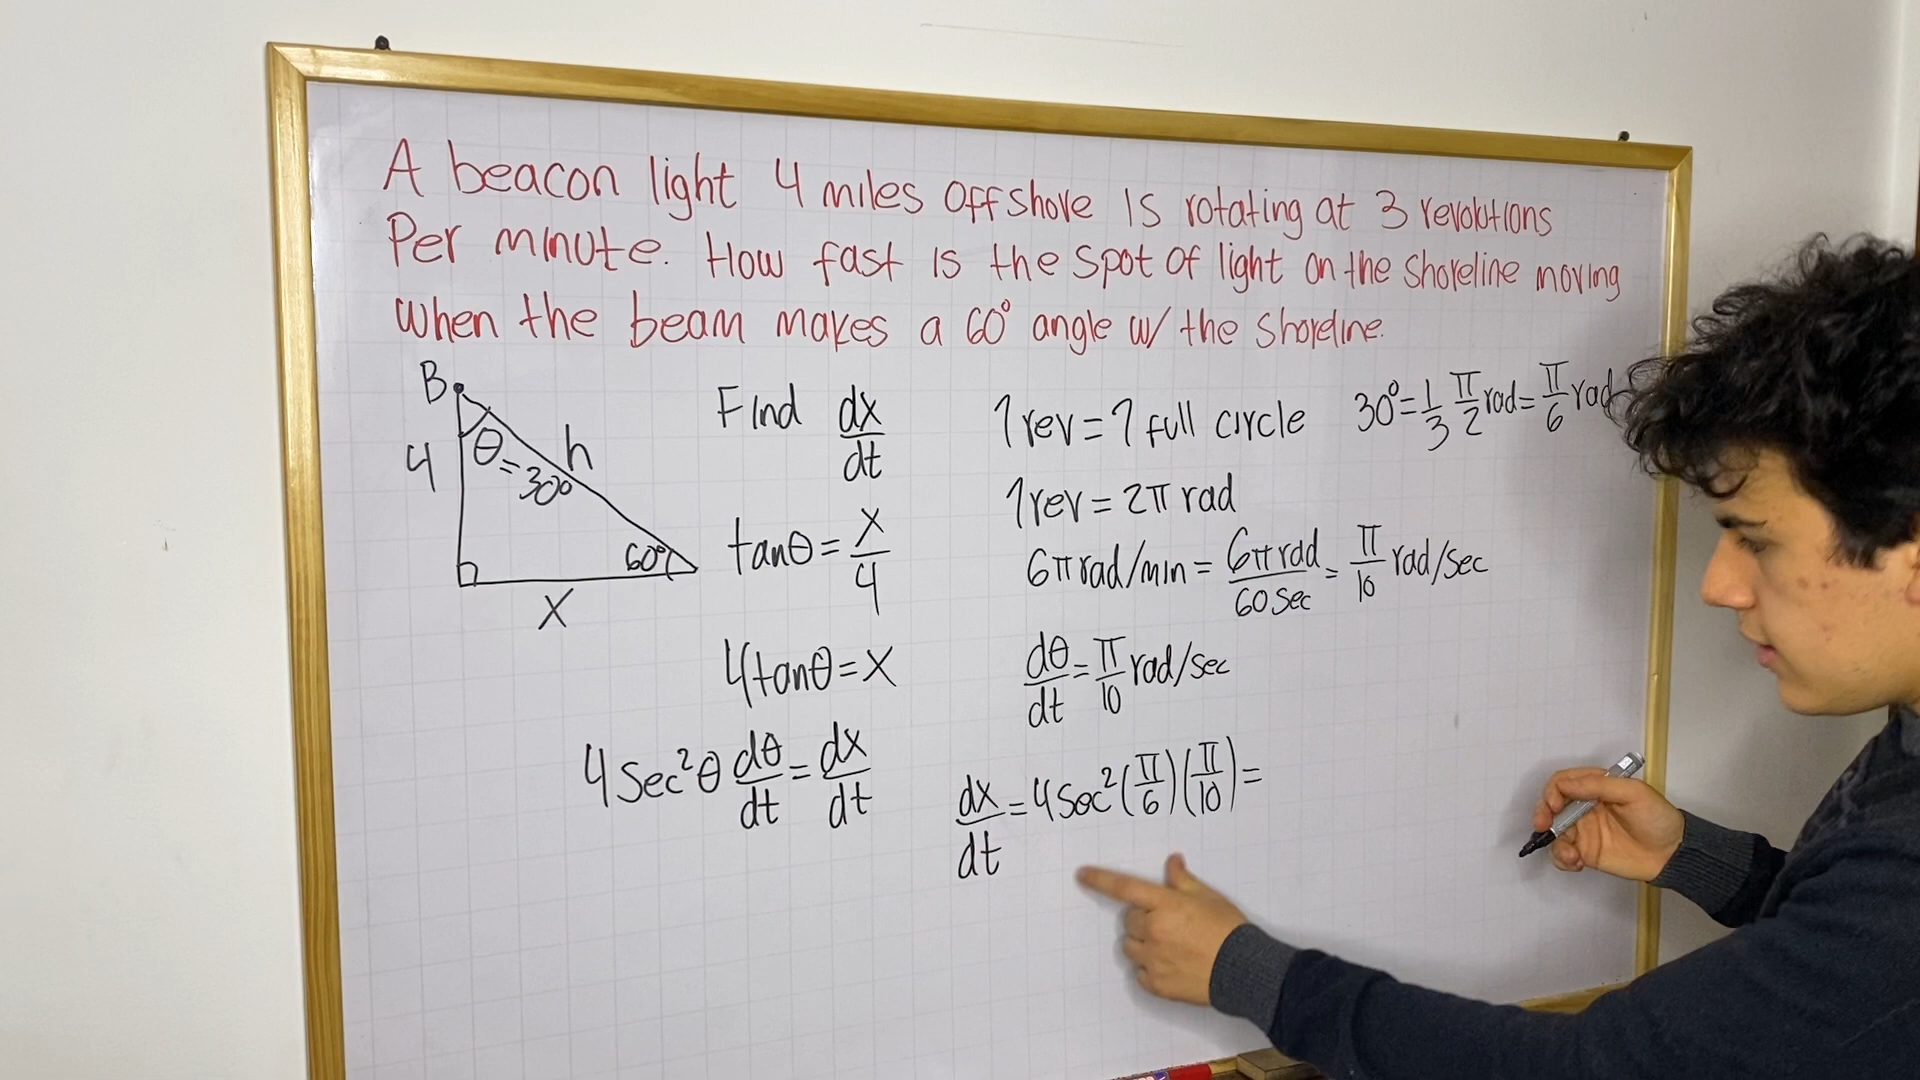 A beacon light 4 miles offshore is rotating at 3 revolutions
Per minute. How fast is the spot of light on the shoreline moving
when the beam makes a 60° angle w/ the shoreline.
B
4
θ=30°
h
60°
X
Find dx/dt
tanθ = x/4
4tanθ = x
4sec²θ dθ/dt = dx/dt
1rev = 1 full circle
1rev = 2π rad
6π rad/min = 6π rad/60 sec = π/10 rad/sec
dθ/dt = π/10 rad/sec
dx/dt = 4sec²(π/6)(π/10) =
30° = 1/3 π/2 rad = π/6 rad